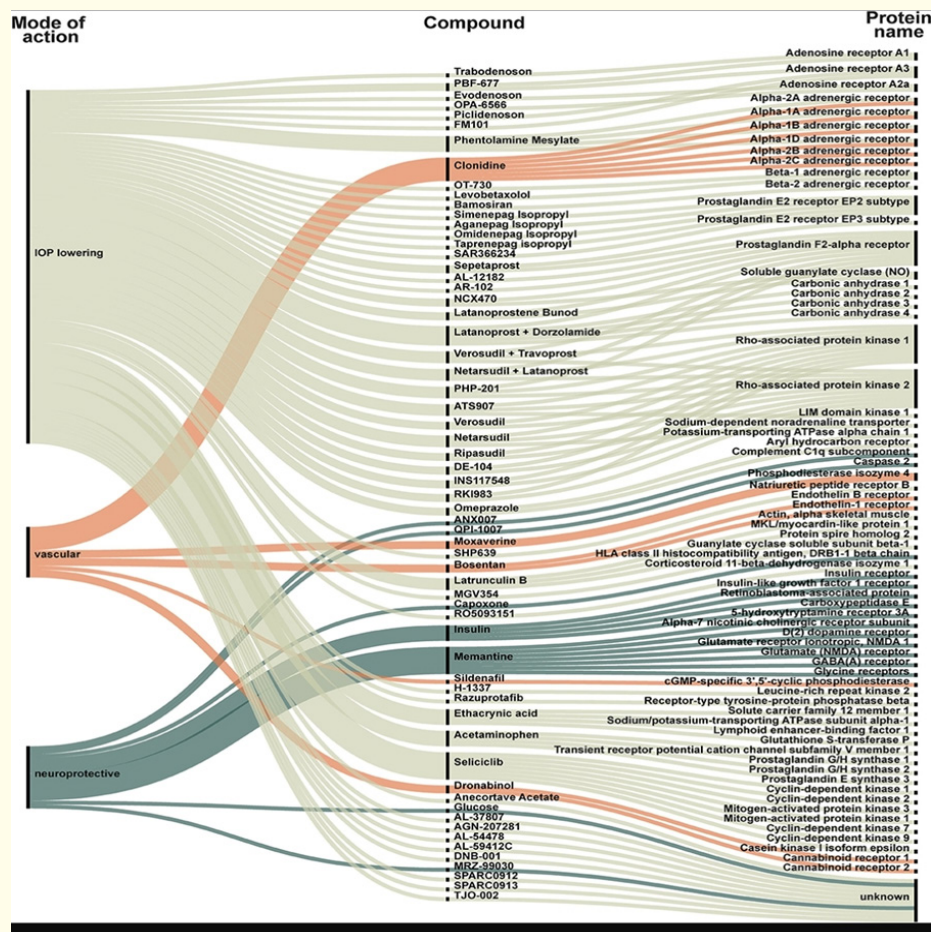 Mode of
action
Compound
Protein
name
IOP lowering
vascular
neuroprotective
Trabodenoson
PBF-677
Evodenoson
OPA-6566
Piclidenoson
FM101
Phentolamine Mesylate
Clonidine
OT-730
Levobetaxolol
Bamosiran
Simenepag Isopropyl
Aganepag Isopropyl
Omidenepag Isopropyl
Taprenepag isopropyl
SAR366234
Sepetaprost
AL-12182
AR-102
NCX470
Latanoprostene Bunod
Latanoprost + Dorzolamide
Verosudil + Travoprost
Netarsudil + Latanoprost
PHP-201
ATS907
Verosudil
Netarsudil
Ripasudil
DE-104
INS117548
RKI983
Omeprazole
ANX007
QPI-1007
Moxaverine
SHP639
Bosentan
Latrunculin B
MGV354
Capoxone
RO5093151
Insulin
Memantine
Sildenafil
H-1337
Razuprotafib
Ethacrynic acid
Acetaminophen
Seliciclib
Dronabinol
Anecortave Acetate
Glucose
AL-37807
AGN-207281
AL-54478
AL-59412C
DNB-001
MRZ-99030
SPARC0912
SPARC0913
TJO-002
Adenosine receptor A1
Adenosine receptor A3
Adenosine receptor A2a
Alpha-2A adrenergic receptor
Alpha-1A adrenergic receptor
Alpha-1B adrenergic receptor
Alpha-1D adrenergic receptor
Alpha-2B adrenergic receptor
Alpha-2C adrenergic receptor
Beta-1 adrenergic receptor
Beta-2 adrenergic receptor
Prostaglandin E2 receptor EP2 subtype
Prostaglandin E2 receptor EP3 subtype
Prostaglandin F2-alpha receptor
Soluble guanylate cyclase (NO)
Carbonic anhydrase 1
Carbonic anhydrase 2
Carbonic anhydrase 3
Carbonic anhydrase 4
Rho-associated protein kinase 1
Rho-associated protein kinase 2
LIM domain kinase 1
Sodium-dependent noradrenaline transporter
Potassium-transporting ATPase alpha chain 1
Aryl hydrocarbon receptor
Complement C1q subcomponent
Caspase 2
Phosphodiesterase isozyme 4
Natriuretic peptide receptor B
Endothelin B receptor
Endothelin-1 receptor
Actin, alpha skeletal muscle
MKL/myocardin-like protein 1
Protein spire homolog 2
Guanylate cyclase soluble subunit beta-1
HLA class II histocompatibility antigen, DRB1-1 beta chain
Corticosteroid 11-beta-dehydrogenase isozyme 1
Insulin receptor
Insulin-like growth factor 1 receptor
Retinoblastoma-associated protein
Carboxypeptidase E
5-hydroxytryptamine receptor 3A
Alpha-7 nicotinic cholinergic receptor subunit
D(2) dopamine receptor
Glutamate receptor ionotropic, NMDA 1
Glutamate (NMDA) receptor
GABA(A) receptor
Glycine receptors
cGMP-specific 3',5'-cyclic phosphodiesterase
Leucine-rich repeat kinase 2
Receptor-type tyrosine-protein phosphatase beta
Solute carrier family 12 member 1
Sodium/potassium-transporting ATPase subunit alpha-1
Lymphoid enhancer-binding factor 1
Glutathione S-transferase P
Transient receptor potential cation channel subfamily V member 1
Prostaglandin G/H synthase 1
Prostaglandin G/H synthase 2
Prostaglandin E synthase 3
Cyclin-dependent kinase 1
Cyclin-dependent kinase 2
Mitogen-activated protein kinase 3
Mitogen-activated protein kinase 1
Cyclin-dependent kinase 7
Cyclin-dependent kinase 9
Casein kinase I isoform epsilon
Cannabinoid receptor 1
Cannabinoid receptor 2
unknown